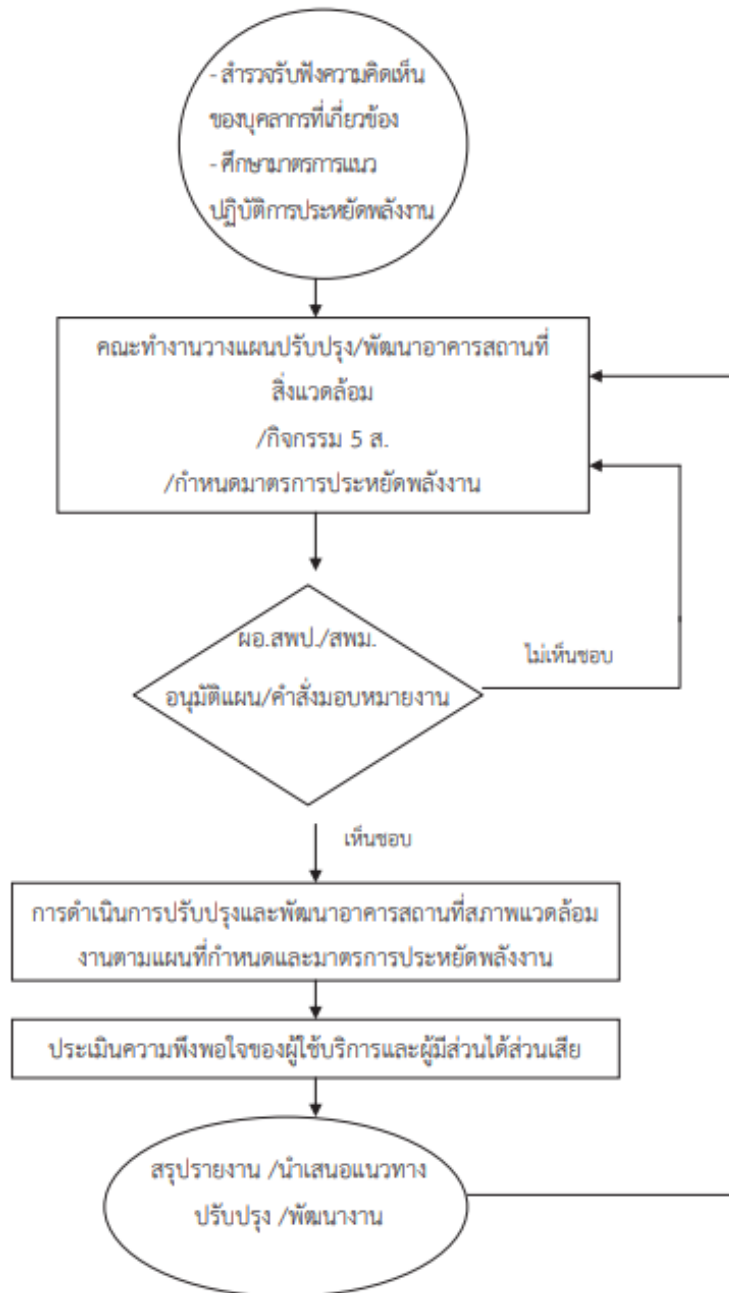 - สำรวจรับฟังความคิดเห็น
ของบุคลากรที่เกี่ยวข้อง
- ศึกษามาตรการแนว
ปฏิบัติการประหยัดพลังงาน
คณะทำงานวางแผนปรับปรุง/พัฒนาอาคารสถานที่
สิ่งแวดล้อม
/กิจกรรม 5 ส.
/กำหนดมาตรการประหยัดพลังงาน
ผอ.สพป./สพม.
อนุมัติแผน/คำสั่งมอบหมายงาน
ไม่เห็นชอบ
เห็นชอบ
การดำเนินการปรับปรุงและพัฒนาอาคารสถานที่สภาพแวดล้อม
งานตามแผนที่กำหนดและมาตรการประหยัดพลังงาน
ประเมินความพึงพอใจของผู้ใช้บริการและผู้มีส่วนได้ส่วนเสีย
สรุปรายงาน /นำเสนอแนวทาง
ปรับปรุง /พัฒนางาน